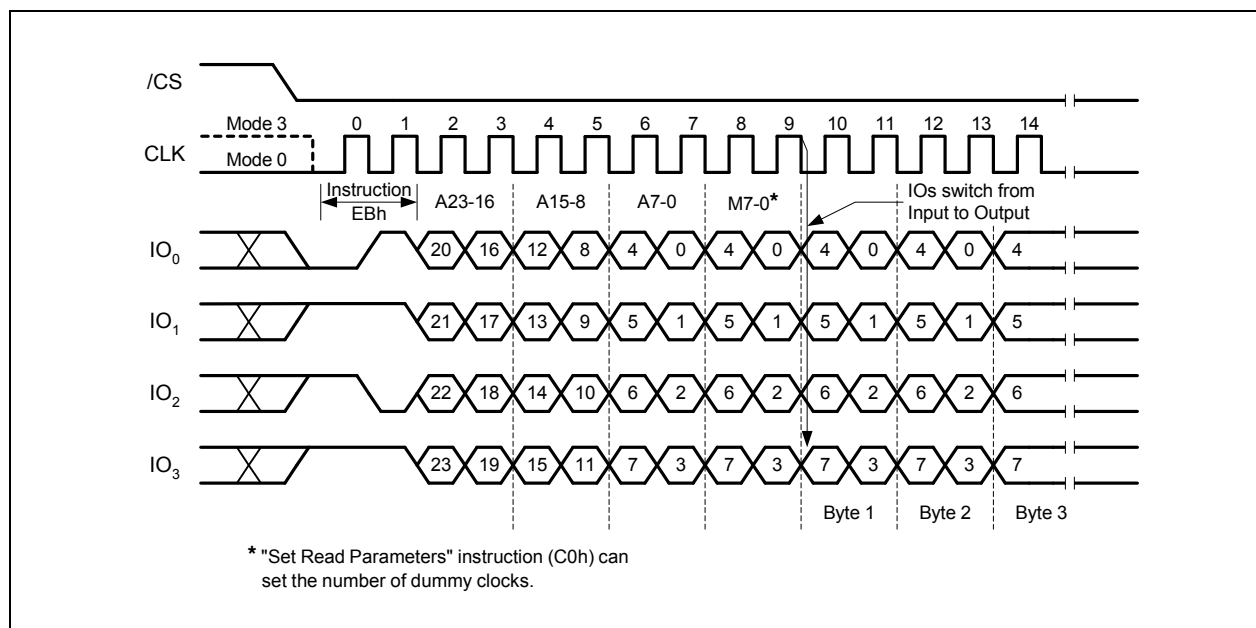 /CS
Mode 3 0 1 2 3 4 5 6 7 8 9 10 11 12 13 14
CLK
Mode 0
Instruction
EBh
A23-16 A15-8 A7-0 M7-0*
IOs switch from
Input to Output
IO0 20 16 12 8 4 0 4 0 4 0 4 0 4
IO1 21 17 13 9 5 1 5 1 5 1 5 1 5
IO2 22 18 14 10 6 2 6 2 6 2 6 2 6
IO3 23 19 15 11 7 3 7 3 7 3 7 3 7
Byte 1 Byte 2 Byte 3
* "Set Read Parameters" instruction (C0h) can
set the number of dummy clocks.